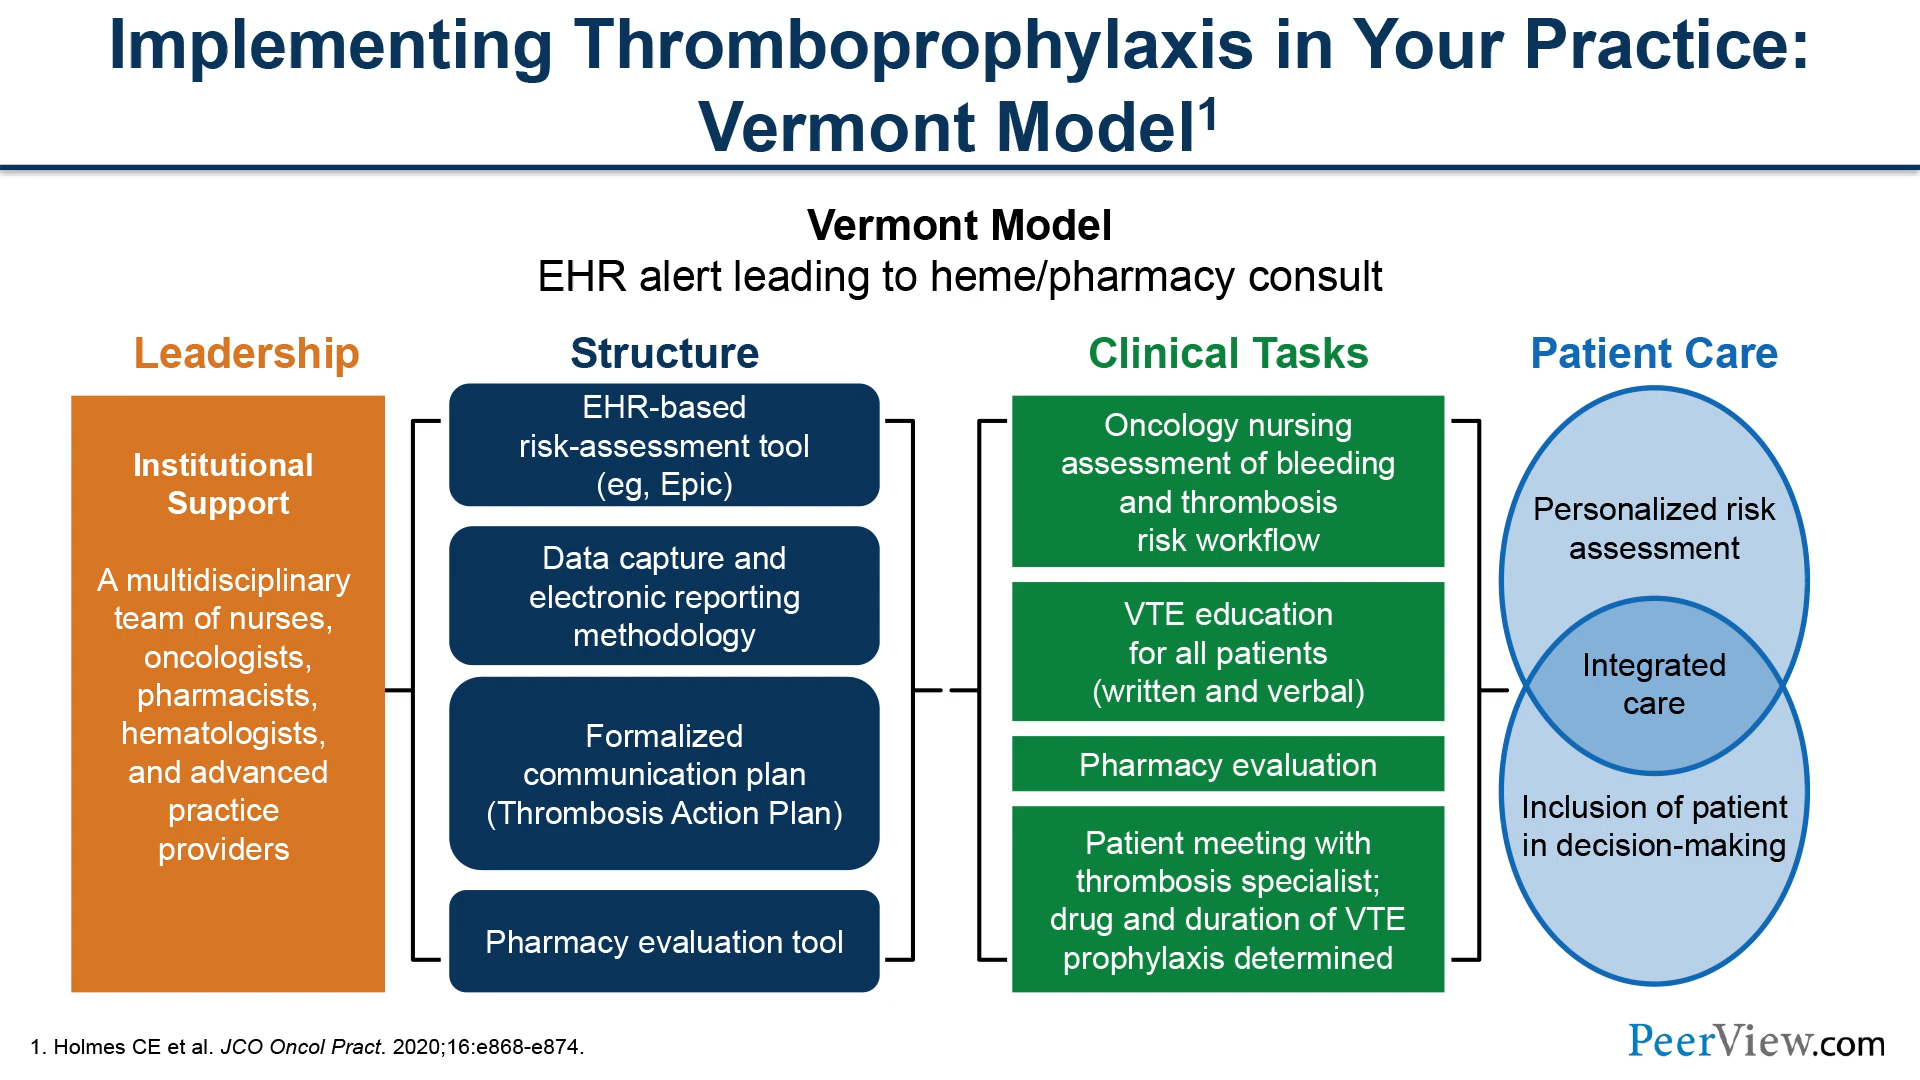 Implementing Thromboprophylaxis in Your Practice:
Vermont Model1
Vermont Model
EHR alert leading to heme/pharmacy consult
Leadership
Institutional
Support
A multidisciplinary
team of nurses,
oncologists,
pharmacists,
hematologists,
and advanced
practice
providers
Structure
EHR-based
risk-assessment tool
(eg, Epic)
Data capture and
electronic reporting
methodology
Formalized
communication plan
(Thrombosis Action Plan)
Pharmacy evaluation tool
Clinical Tasks
Oncology nursing
assessment of bleeding
and thrombosis
risk workflow
VTE education
for all patients
(written and verbal)
Pharmacy evaluation
Patient meeting with
thrombosis specialist;
drug and duration of VTE
prophylaxis determined
Patient Care
Personalized risk
assessment
Integrated
care
Inclusion of patient
in decision-making
1. Holmes CE et al. JCO Oncol Pract. 2020;16:e868-e874.
PeerView.com